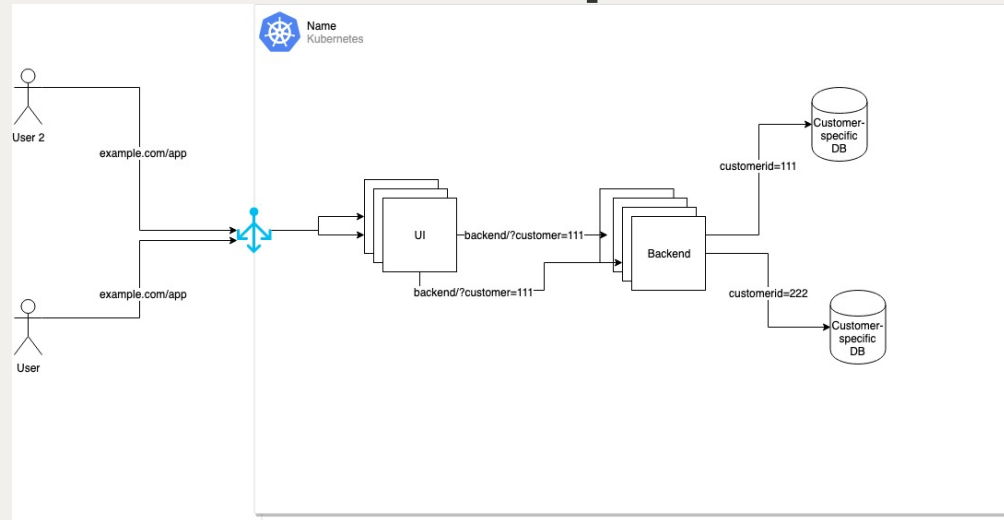 Name
Kubernetes
User 2
example.com/app
Customer-
specific
DB
customerid=111
UI
backend/?customer=111
Backend
backend/?customer=111
example.com/app
customerid=222
Customer-
specific
DB
User